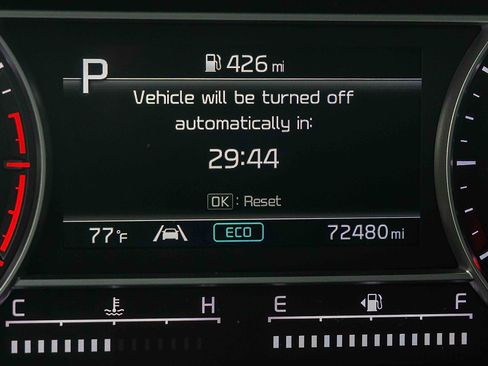 426 mi
P
Vehicle will be turned off
automatically in:
29:44
OK : Reset
77°F ECO 72480 mi
C H E F